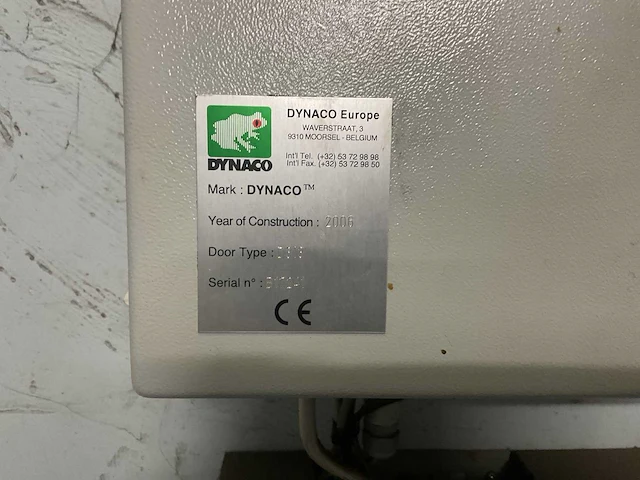 DYNACO
DYNACO Europe
WAVERSTRAAT, 3
9310 MOORSEL - BELGIUM
Int'l Tel. (+32) 53 72 98 98
Int'l Fax. (+32) 53 72 98 50
Mark : DYNACO™
Year of Construction : 2006
Door Type :
Serial n° :
CE